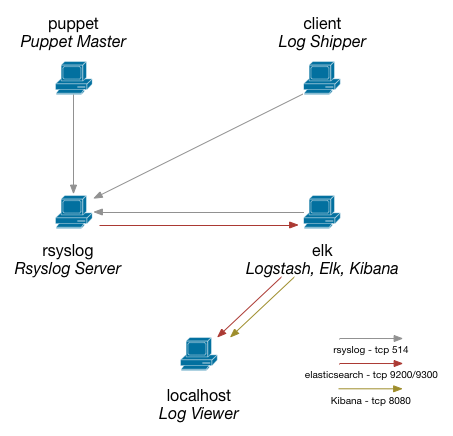 puppet
Puppet Master
client
Log Shipper
rsyslog
Rsyslog Server
elk
Logstash, Elk, Kibana
localhost
Log Viewer
rsyslog - tcp 514
elasticsearch - tcp 9200/9300
Kibana - tcp 8080